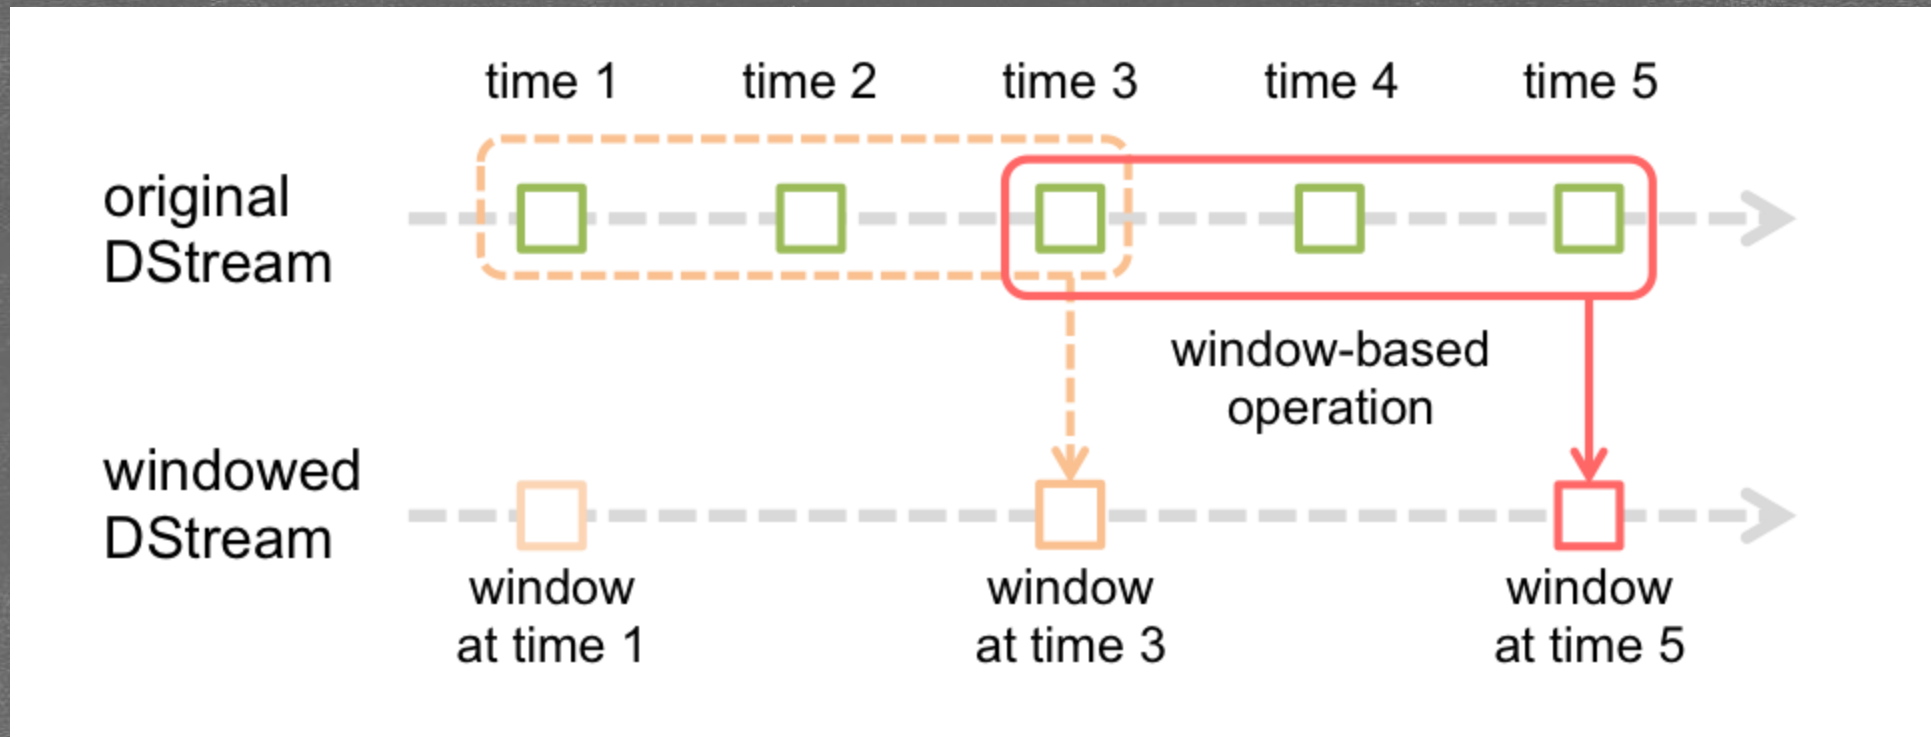 time 1
time 2
time 3
time 4
time 5
original
DStream
window-based
operation
windowed
DStream
window
at time 1
window
at time 3
window
at time 5